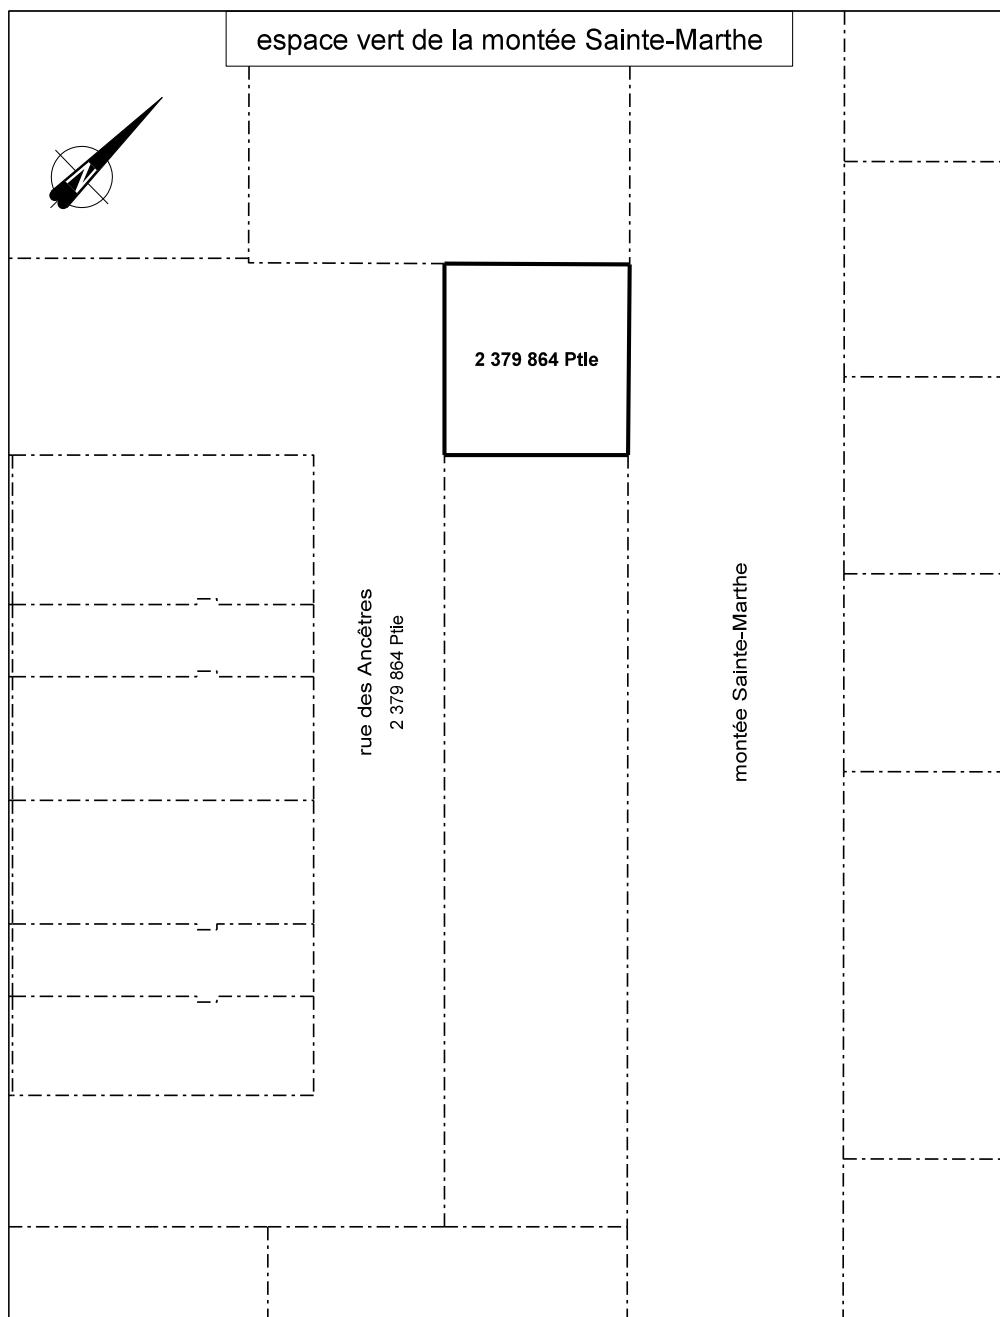 espace vert de la montée Sainte-Marthe
2 379 864 Ptie
rue des Ancêtres
2 379 864 Ptie
montée Sainte-Marthe